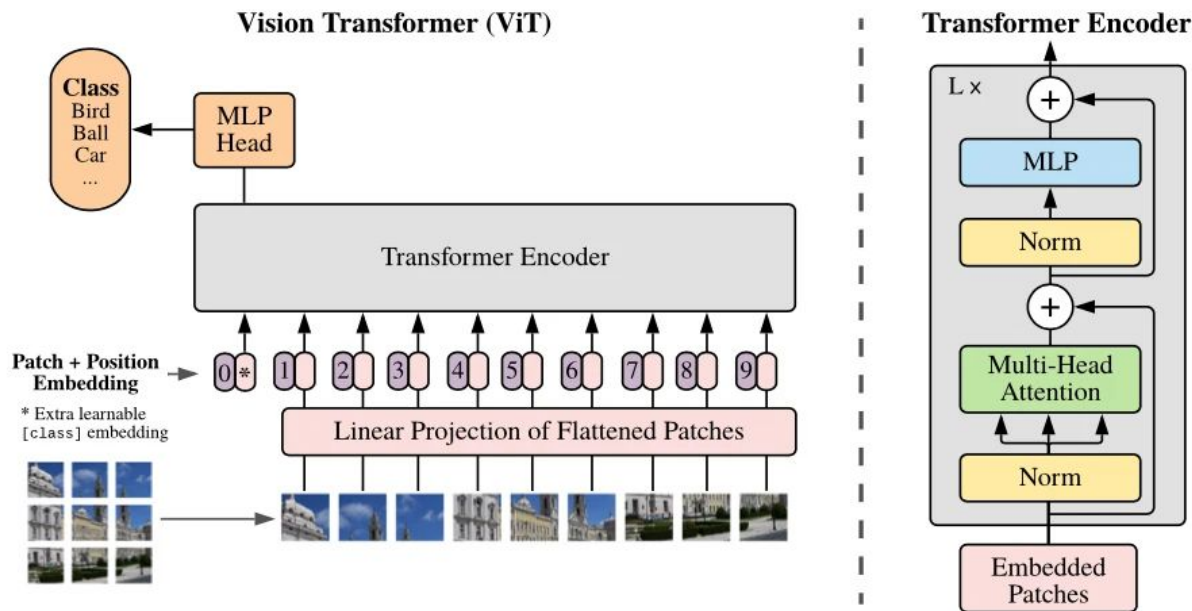 Vision Transformer (ViT)
Class
Bird
Ball
Car
...
MLP
Head
Transformer Encoder
Patch + Position
Embedding
0 * 1 2 3 4 5 6 7 8 9
* Extra learnable
[class] embedding
Linear Projection of Flattened Patches
Transformer Encoder
L ×
+
MLP
Norm
+
Multi-Head
Attention
Norm
Embedded
Patches